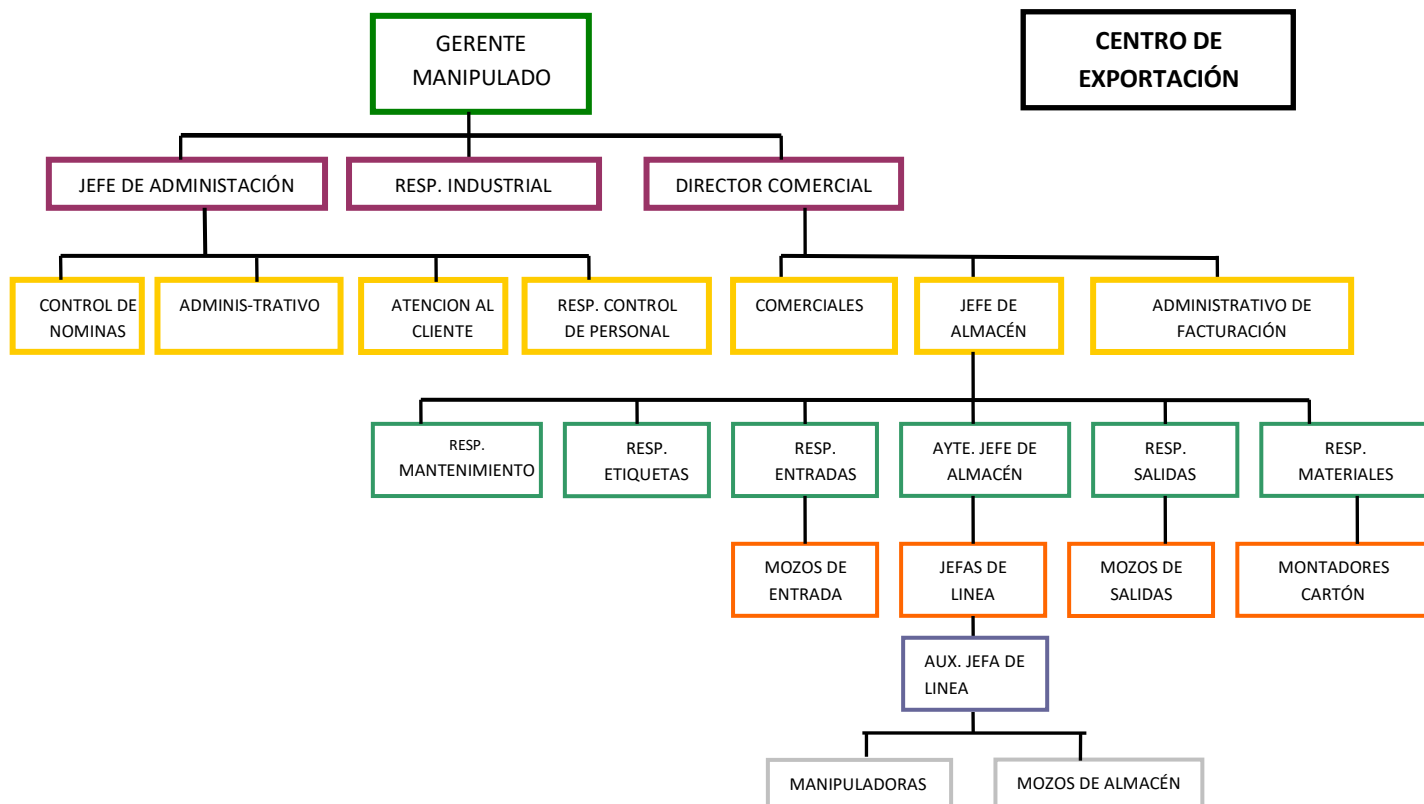 GERENTE
MANIPULADO
CENTRO DE
EXPORTACIÓN
JEFE DE ADMINISTACIÓN
RESP. INDUSTRIAL
DIRECTOR COMERCIAL
CONTROL DE
NOMINAS
ADMINIS-TRATIVO
ATENCION AL
CLIENTE
RESP. CONTROL
DE PERSONAL
COMERCIALES
JEFE DE
ALMACÉN
ADMINISTRATIVO DE
FACTURACIÓN
RESP.
MANTENIMIENTO
RESP.
ETIQUETAS
RESP.
ENTRADAS
AYTE. JEFE DE
ALMACÉN
RESP.
SALIDAS
RESP.
MATERIALES
MOZOS DE
ENTRADA
JEFAS DE
LINEA
MOZOS DE
SALIDAS
MONTADORES
CARTÓN
AUX. JEFA DE
LINEA
MANIPULADORAS
MOZOS DE ALMACÉN